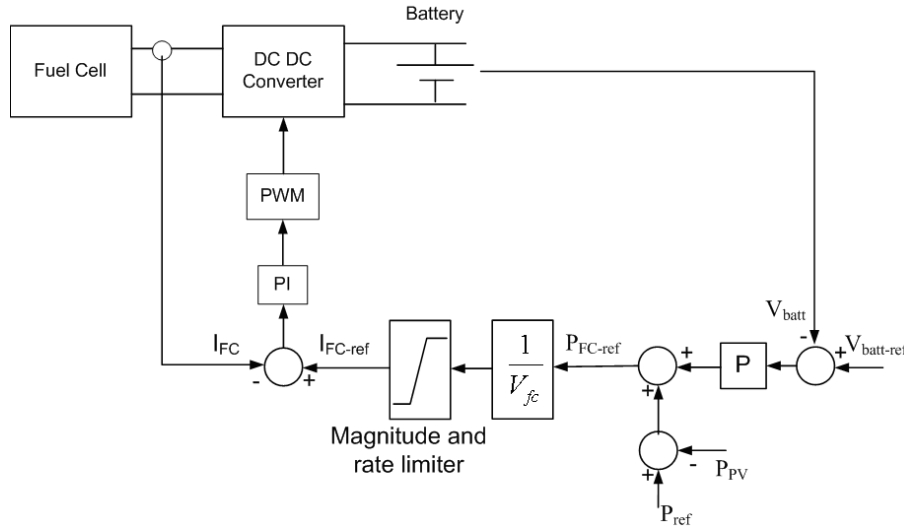 Battery
Fuel Cell
DC DC
Converter
PWM
PI
V_batt
I_FC
I_FC-ref
P_FC-ref
V_batt-ref
- +
- +
+
+
1
V_fc
P
Magnitude and
rate limiter
-
+
P_PV
P_ref